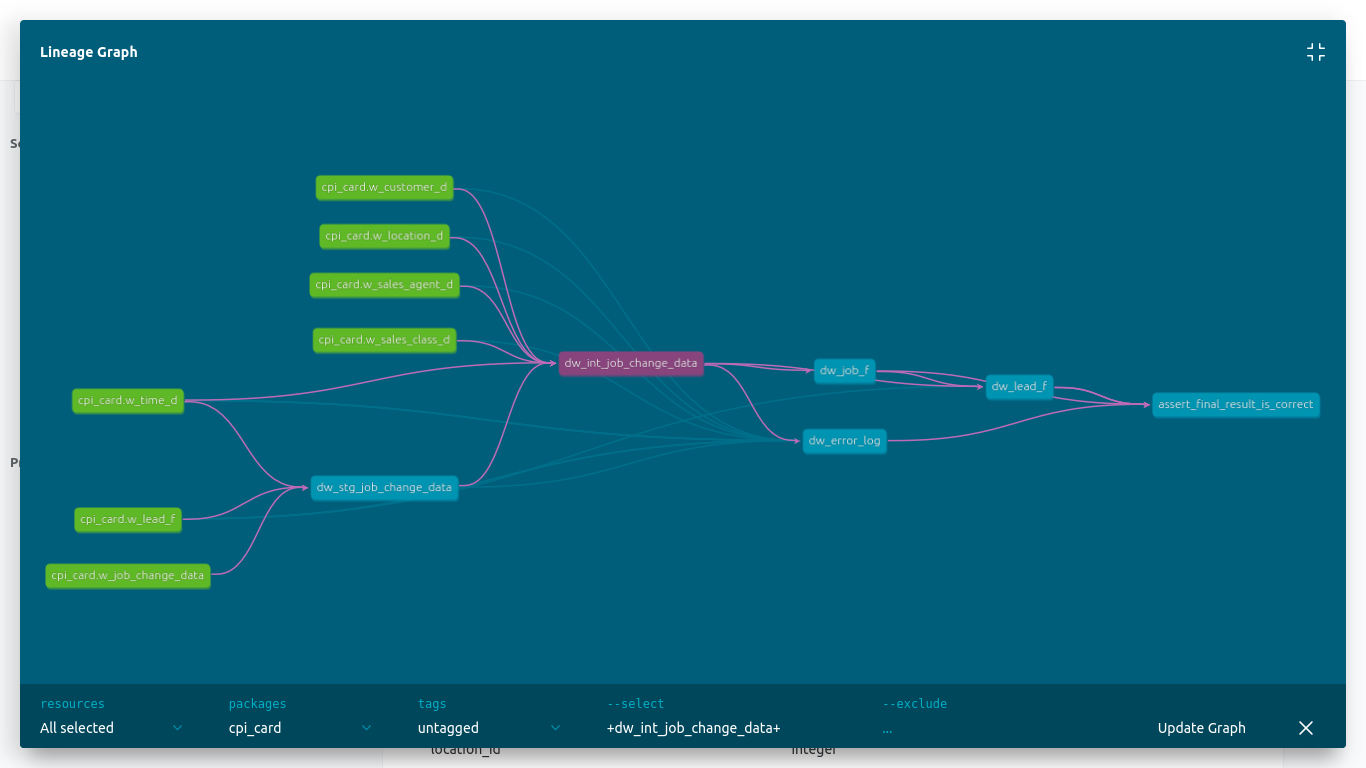 Lineage Graph
cpi_card.w_customer_d
cpi_card.w_location_d
cpi_card.w_sales_agent_d
cpi_card.w_sales_class_d
dw_int_job_change_data
dw_job_f
dw_lead_f
cpi_card.w_time_d
assert_final_result_is_correct
dw_error_log
dw_stg_job_change_data
cpi_card.w_lead_f
cpi_card.w_job_change_data
resources
packages
tags
--select
--exclude
All selected
cpi_card
untagged
+dw_int_job_change_data+
...
Update Graph
location_id
integer